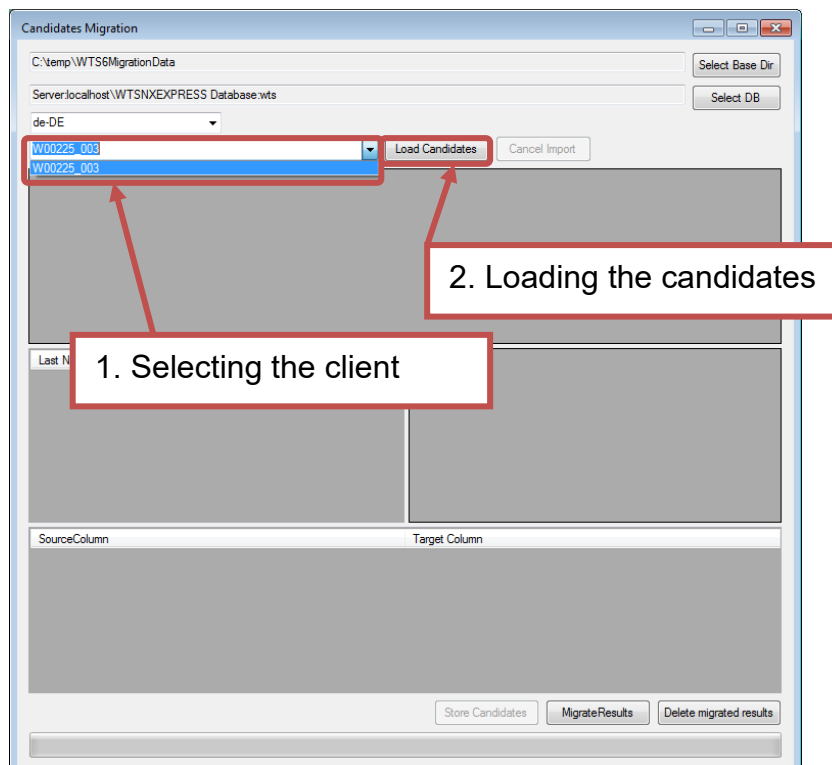 Candidates Migration
C:\temp\WTS6MigrationData
Select Base Dir
Server:localhost\WTSNXEXPRESS Database:wts
Select DB
de-DE
W00225_003
Load Candidates
Cancel Import
W00225_003
2. Loading the candidates
1. Selecting the client
Last N
SourceColumn
Target Column
Store Candidates
MigrateResults
Delete migrated results